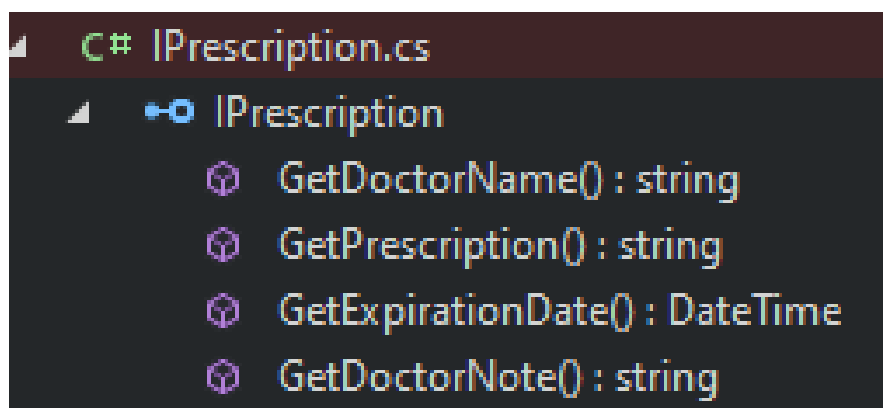 C# IPrescription.cs
IPrescription
GetDoctorName() : string
GetPrescription() : string
GetExpirationDate() : DateTime
GetDoctorNote() : string